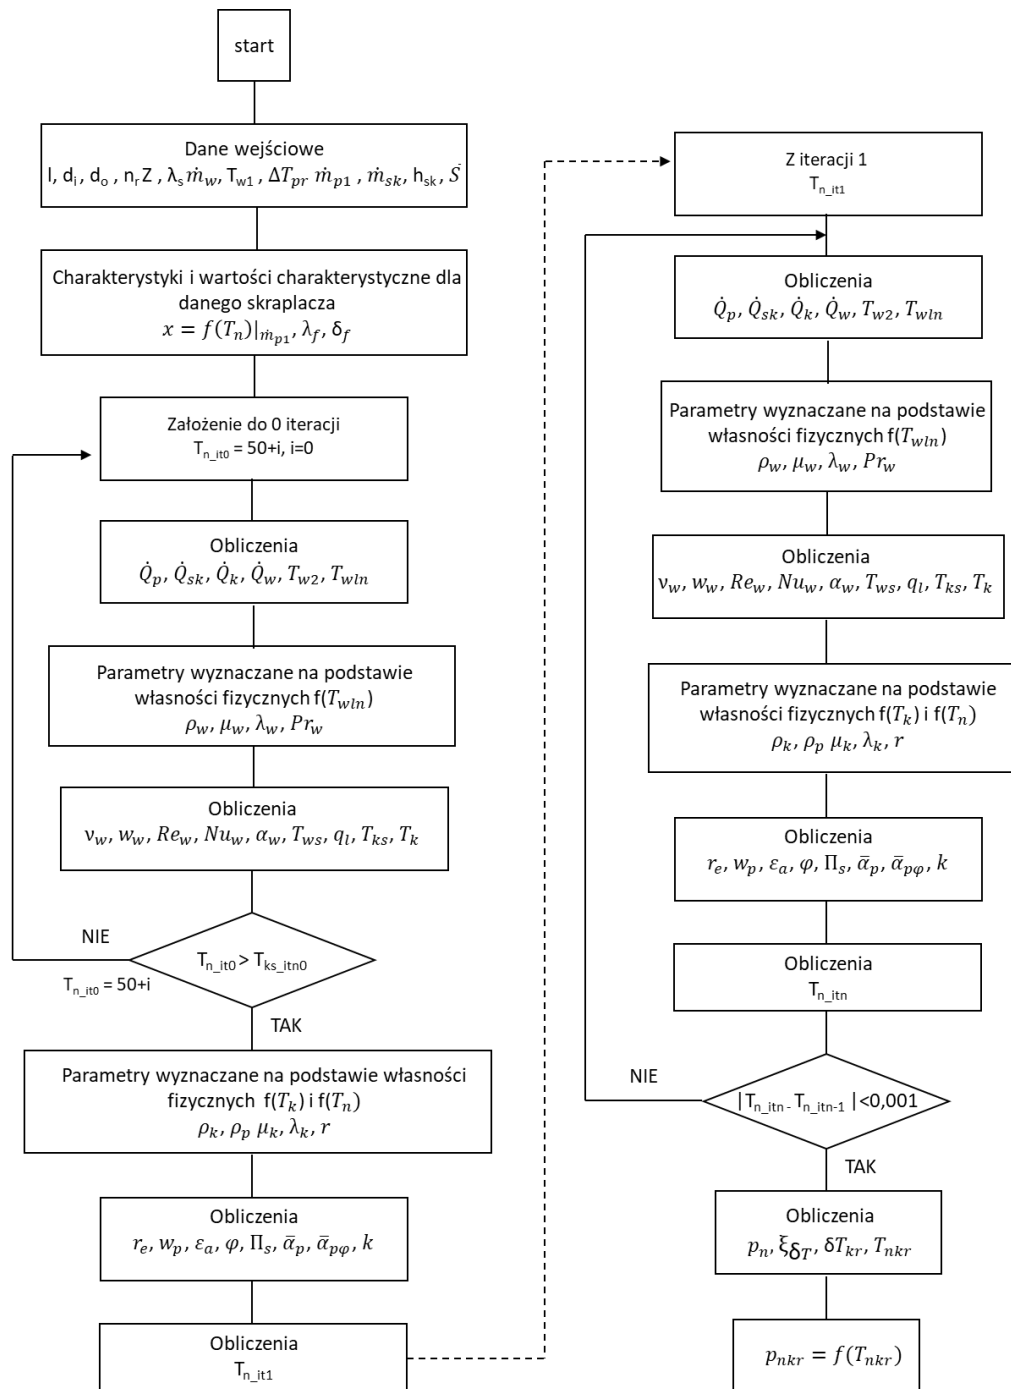 start
Dane wejściowe
l, dᵢ, dₒ, nᵣ Z , λₛ ṁ_w, T_w1 , ΔT_pr ṁ_p1 , ṁ_sk, h_sk, Ṡ
Charakterystyki i wartości charakterystyczne dla
danego skraplacza
x = f(T_n)|_ṁ_p1, λ_f, δ_f
Założenie do 0 iteracji
T_n_it0 = 50+i, i=0
Obliczenia
Q̇_p, Q̇_sk, Q̇_k, Q̇_w, T_w2, T_wln
Parametry wyznaczane na podstawie
własności fizycznych f(T_wln)
ρ_w, μ_w, λ_w, Pr_w
Obliczenia
ν_w, w_w, Re_w, Nu_w, α_w, T_ws, q_l, T_ks, T_k
NIE
T_n_it0 > T_ks_itn0
T_n_it0 = 50+i
TAK
Parametry wyznaczane na podstawie własności
fizycznych f(T_k) i f(T_n)
ρ_k, ρ_p μ_k, λ_k, r
Obliczenia
r_e, w_p, ε_a, φ, Π_s, ᾱ_p, ᾱ_pφ, k
Obliczenia
T_n_it1
Z iteracji 1
T_n_it1
Obliczenia
Q̇_p, Q̇_sk, Q̇_k, Q̇_w, T_w2, T_wln
Parametry wyznaczane na podstawie
własności fizycznych f(T_wln)
ρ_w, μ_w, λ_w, Pr_w
Obliczenia
ν_w, w_w, Re_w, Nu_w, α_w, T_ws, q_l, T_ks, T_k
Parametry wyznaczane na podstawie
własności fizycznych f(T_k) i f(T_n)
ρ_k, ρ_p μ_k, λ_k, r
Obliczenia
r_e, w_p, ε_a, φ, Π_s, ᾱ_p, ᾱ_pφ, k
Obliczenia
T_n_itn
NIE
|T_n_itn - T_n_itn-1 |<0,001
TAK
Obliczenia
p_n, ξ_δT, δT_kr, T_nkr
p_nkr = f(T_nkr)